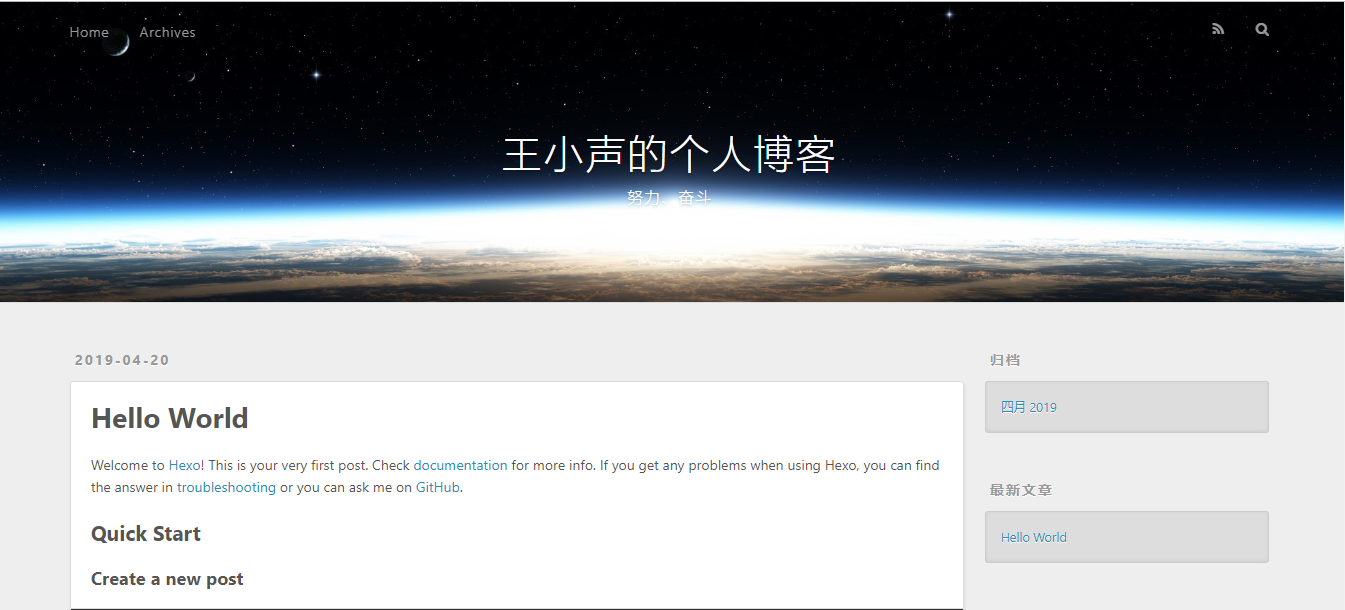 Home Archives
王小声的个人博客
努力、奋斗
2019-04-20
Hello World
Welcome to Hexo! This is your very first post. Check documentation for more info. If you get any problems when using Hexo, you can find
the answer in troubleshooting or you can ask me on GitHub.
Quick Start
Create a new post
归档
四月 2019
最新文章
Hello World